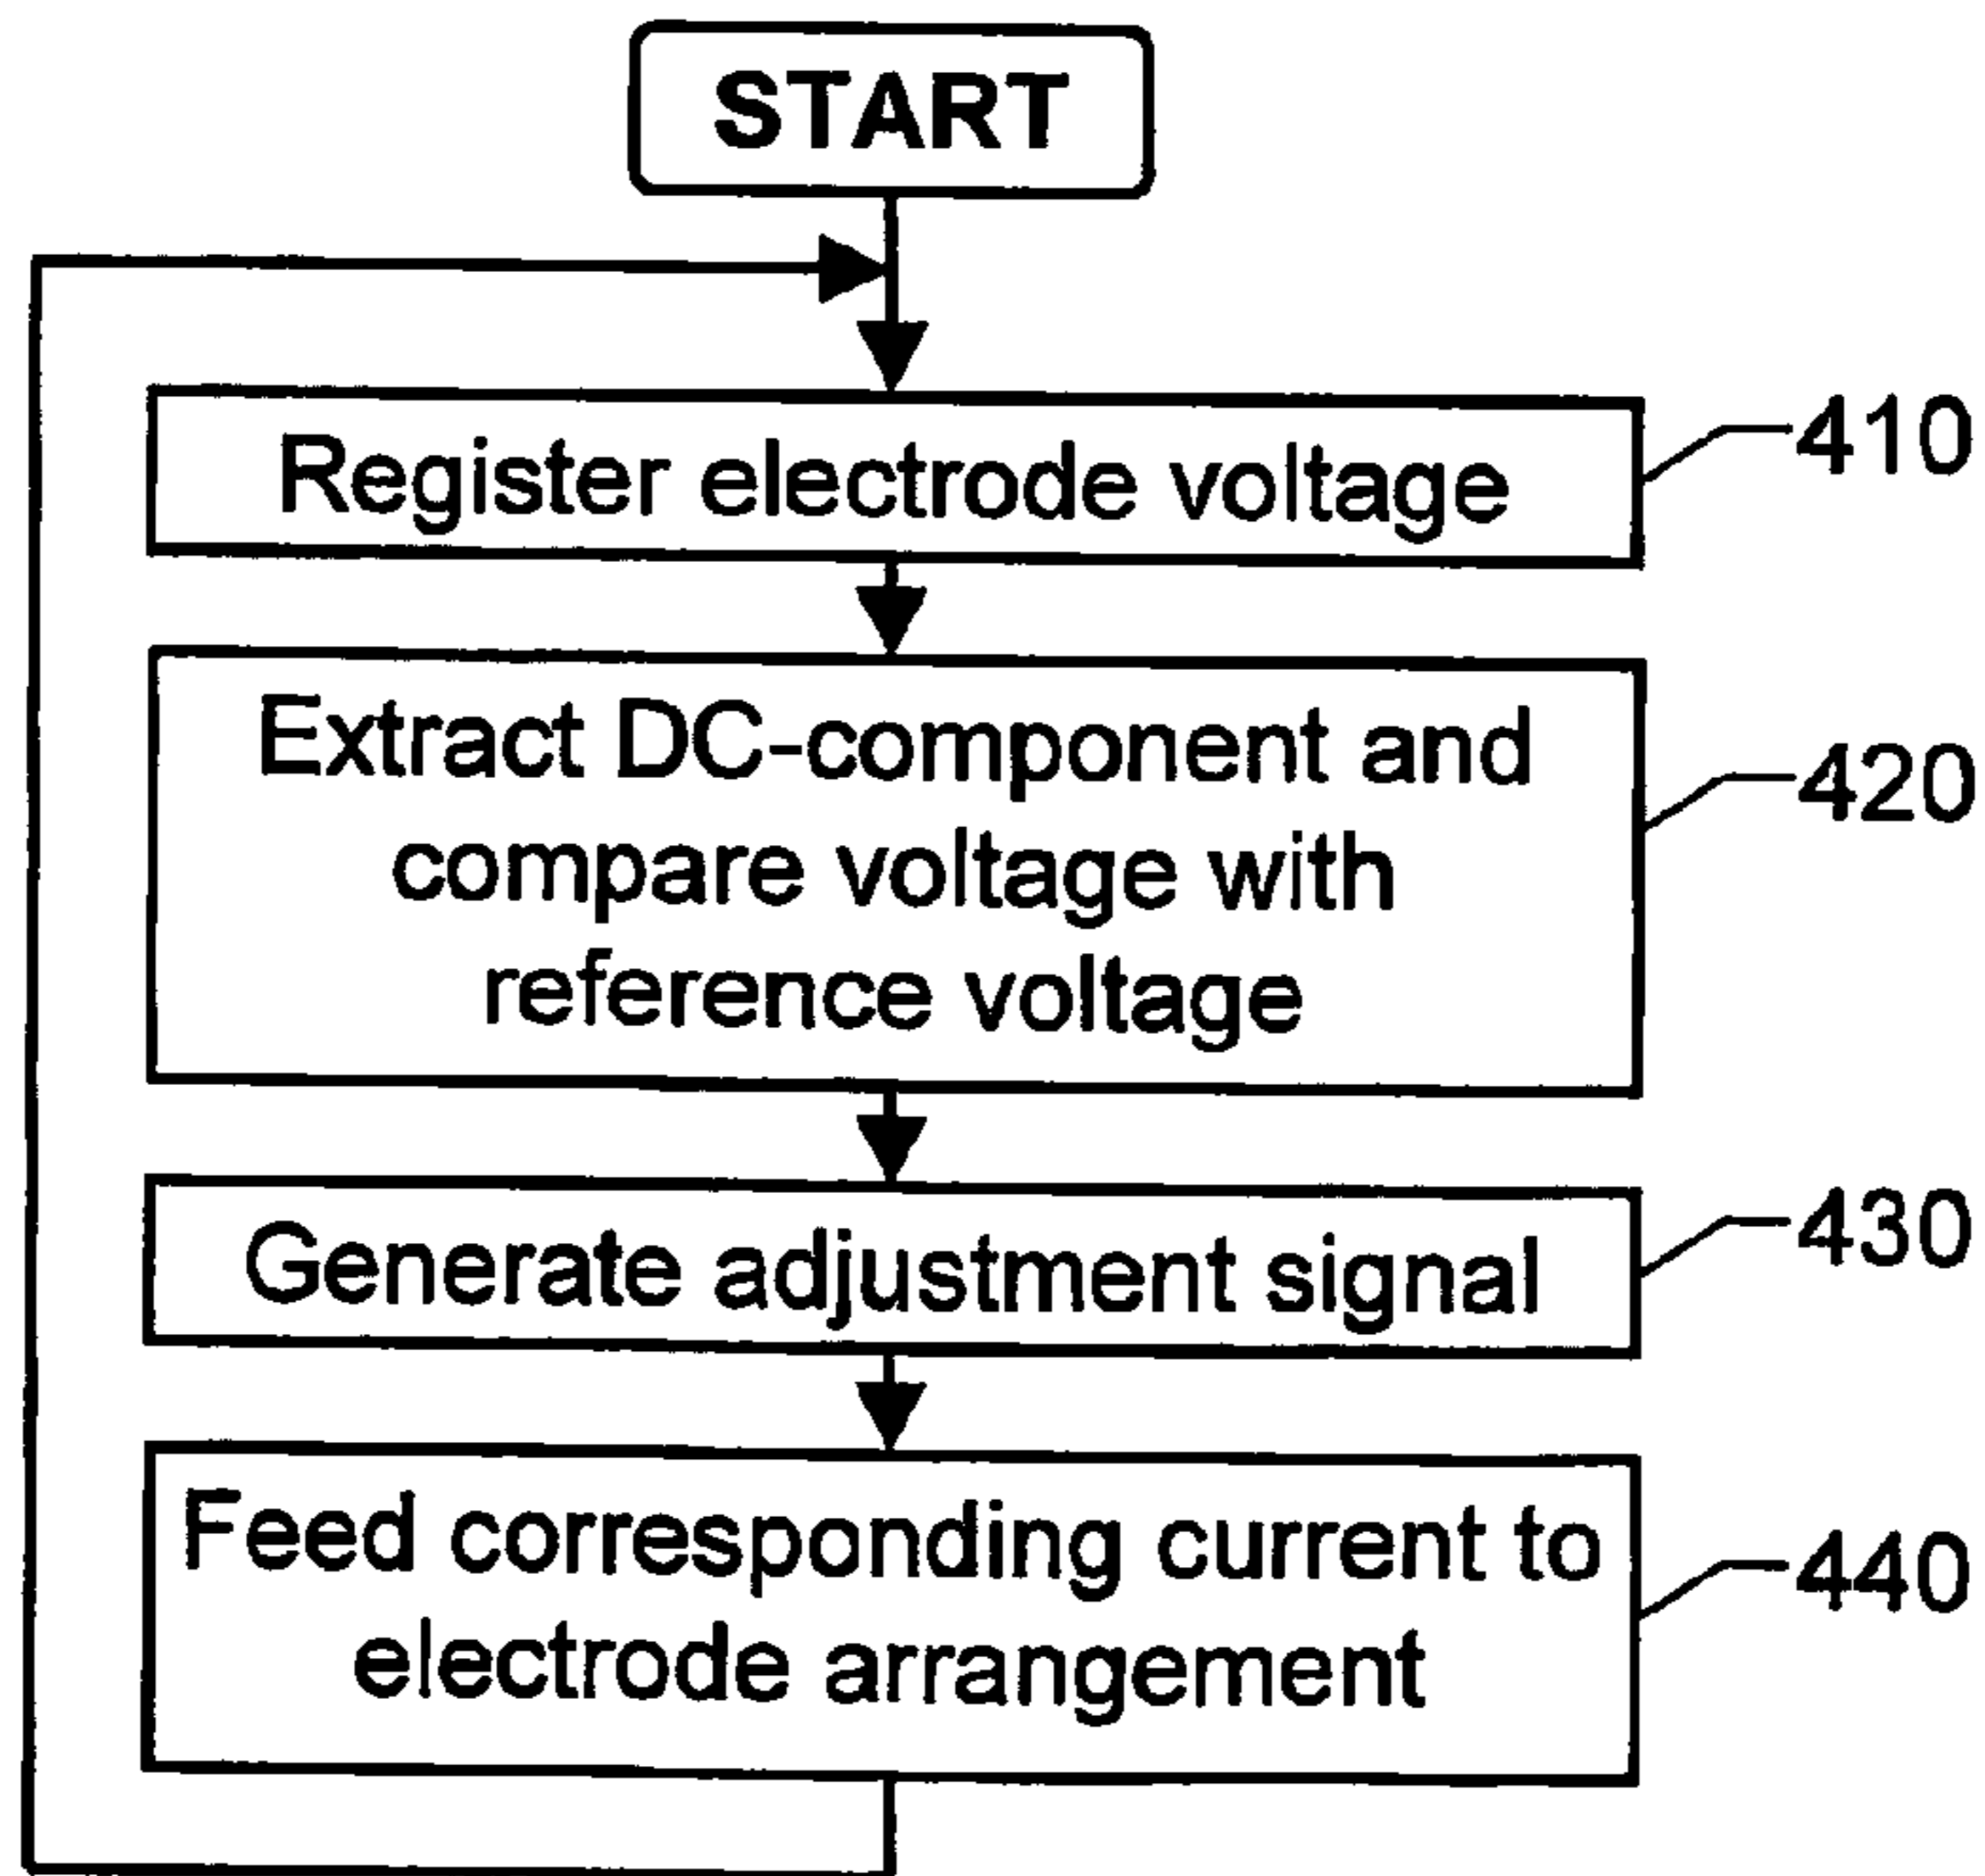 START
Register electrode voltage
410
Extract DC-component and
compare voltage with
reference voltage
420
Generate adjustment signal
430
Feed corresponding current to
electrode arrangement
440